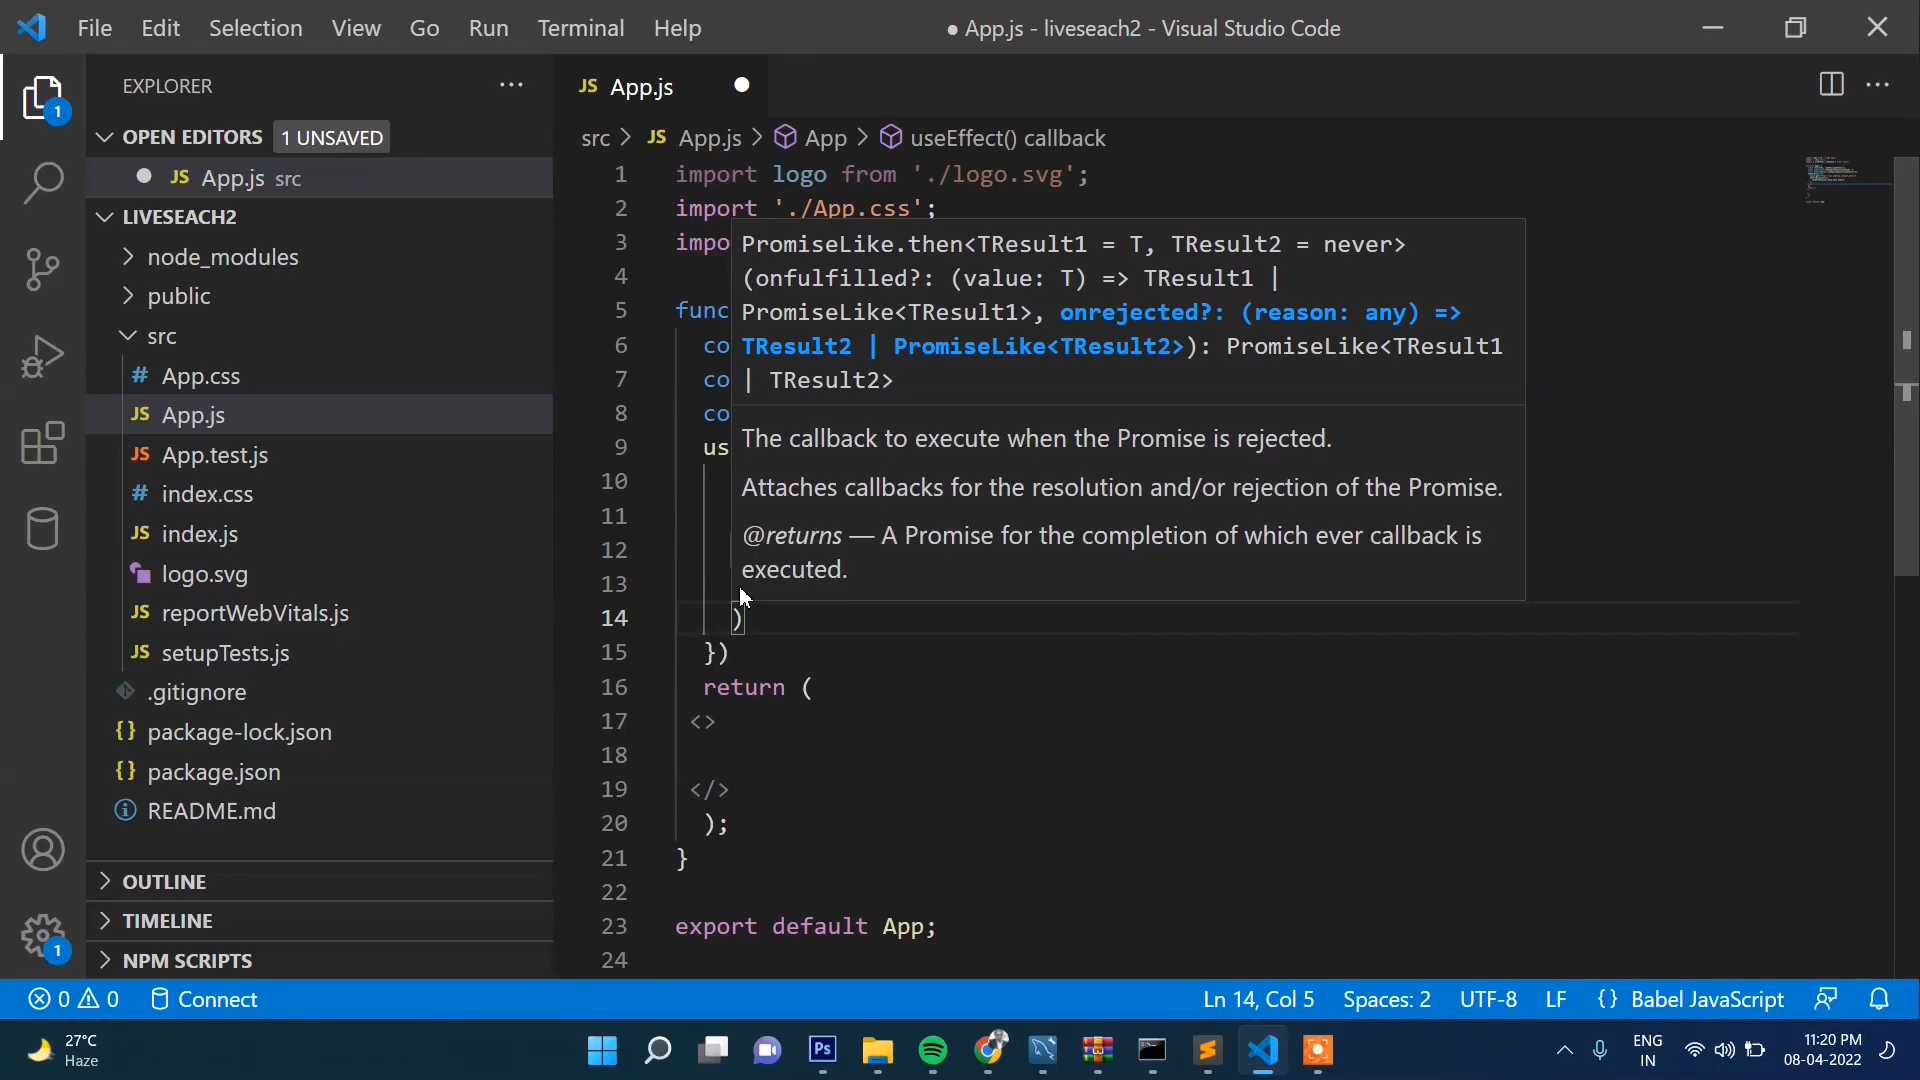 File Edit Selection View Go Run Terminal Help
● App.js - liveseach2 - Visual Studio Code
EXPLORER
1
OPEN EDITORS 1 UNSAVED
JS App.js src
LIVESEACH2
node_modules
public
src
# App.css
JS App.js
JS App.test.js
# index.css
JS index.js
logo.svg
JS reportWebVitals.js
JS setupTests.js
.gitignore
{} package-lock.json
{} package.json
README.md
OUTLINE
TIMELINE
NPM SCRIPTS
1
JS App.js
src > JS App.js > App > useEffect() callback
1 import logo from './logo.svg';
2 import './App.css';
3 impo
4
5 func
6 co
7 co
8 co
9 us
10
11
12
13
14 )
15 })
16 return (
17 <>
18
19 </>
20 );
21 }
22
23 export default App;
24
PromiseLike.then<TResult1 = T, TResult2 = never>
(onfulfilled?: (value: T) => TResult1 |
PromiseLike<TResult1>, onrejected?: (reason: any) =>
TResult2 | PromiseLike<TResult2>): PromiseLike<TResult1
| TResult2>
The callback to execute when the Promise is rejected.
Attaches callbacks for the resolution and/or rejection of the Promise.
@returns — A Promise for the completion of which ever callback is
executed.
0 0 Connect
Ln 14, Col 5 Spaces: 2 UTF-8 LF {} Babel JavaScript
27°C
Haze
Ps
ENG
IN
11:20 PM
08-04-2022